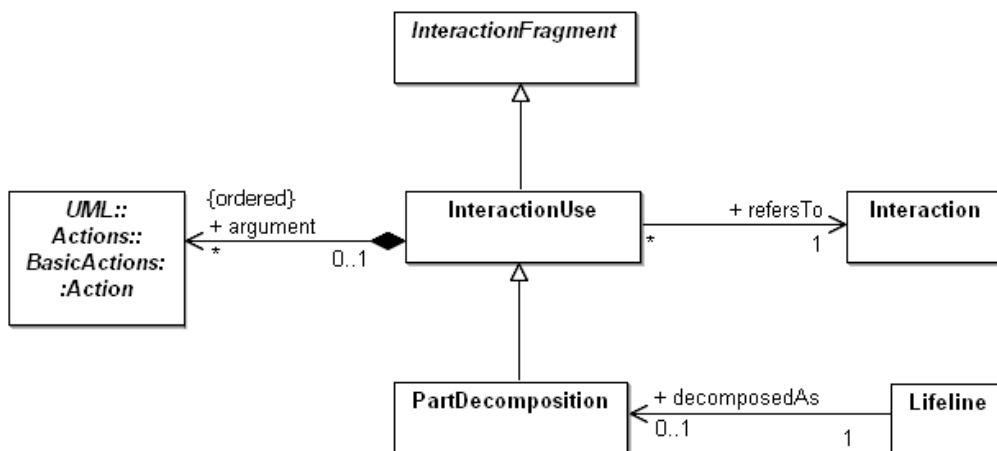 InteractionFragment
{ordered}
+ argument
*
0..1
UML::
Actions::
BasicActions:
:Action
InteractionUse
+ refersTo
*
1
Interaction
PartDecomposition
+ decomposedAs
0..1
1
Lifeline